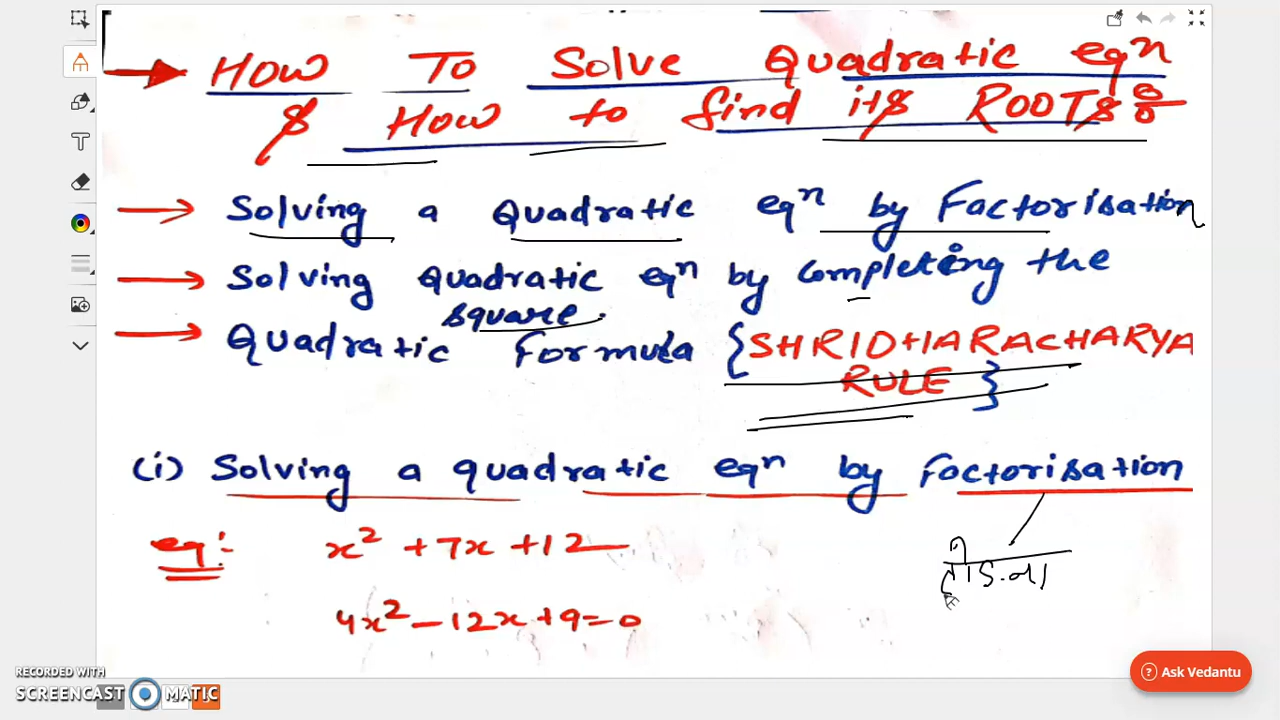 HOW TO Solve Quadratic eqⁿ
& How to find its ROOTS :
Solving a Quadratic eqⁿ by Factorisation
Solving Quadratic eqⁿ by completing the
square.
Quadratic formula {SHRIDHARACHARYA
RULE }
(i) Solving a quadratic eqⁿ by factorisation
eg:
x² + 7x + 12
4x² - 12x + 9 = 0
T
RECORDED WITH
SCREENCAST MATIC
? Ask Vedantu